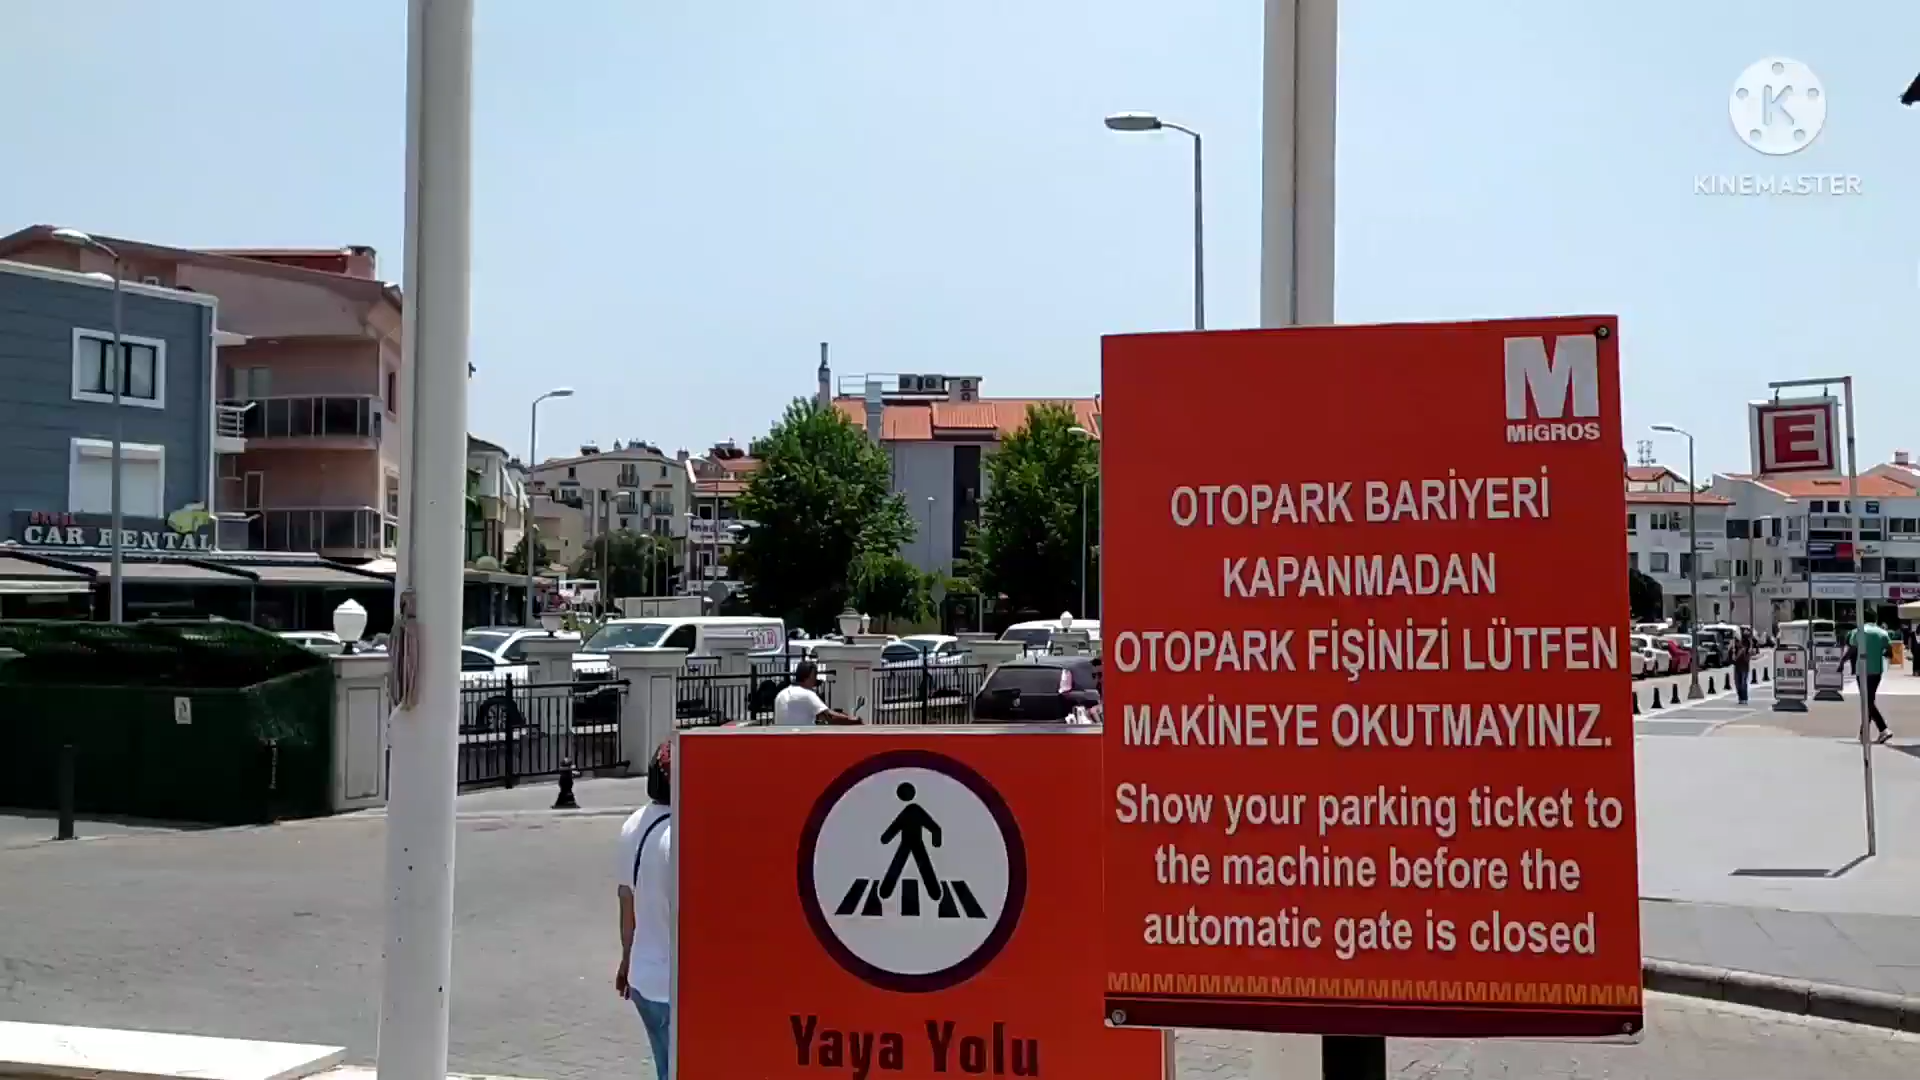 KINEMASTER
MiGROS
OTOPARK BARİYERİ
KAPANMADAN
OTOPARK FİŞİNİZİ LÜTFEN
MAKİNEYE OKUTMAYINIZ.
Show your parking ticket to
the machine before the
automatic gate is closed
Yaya Yolu
CAR RENTAL
E